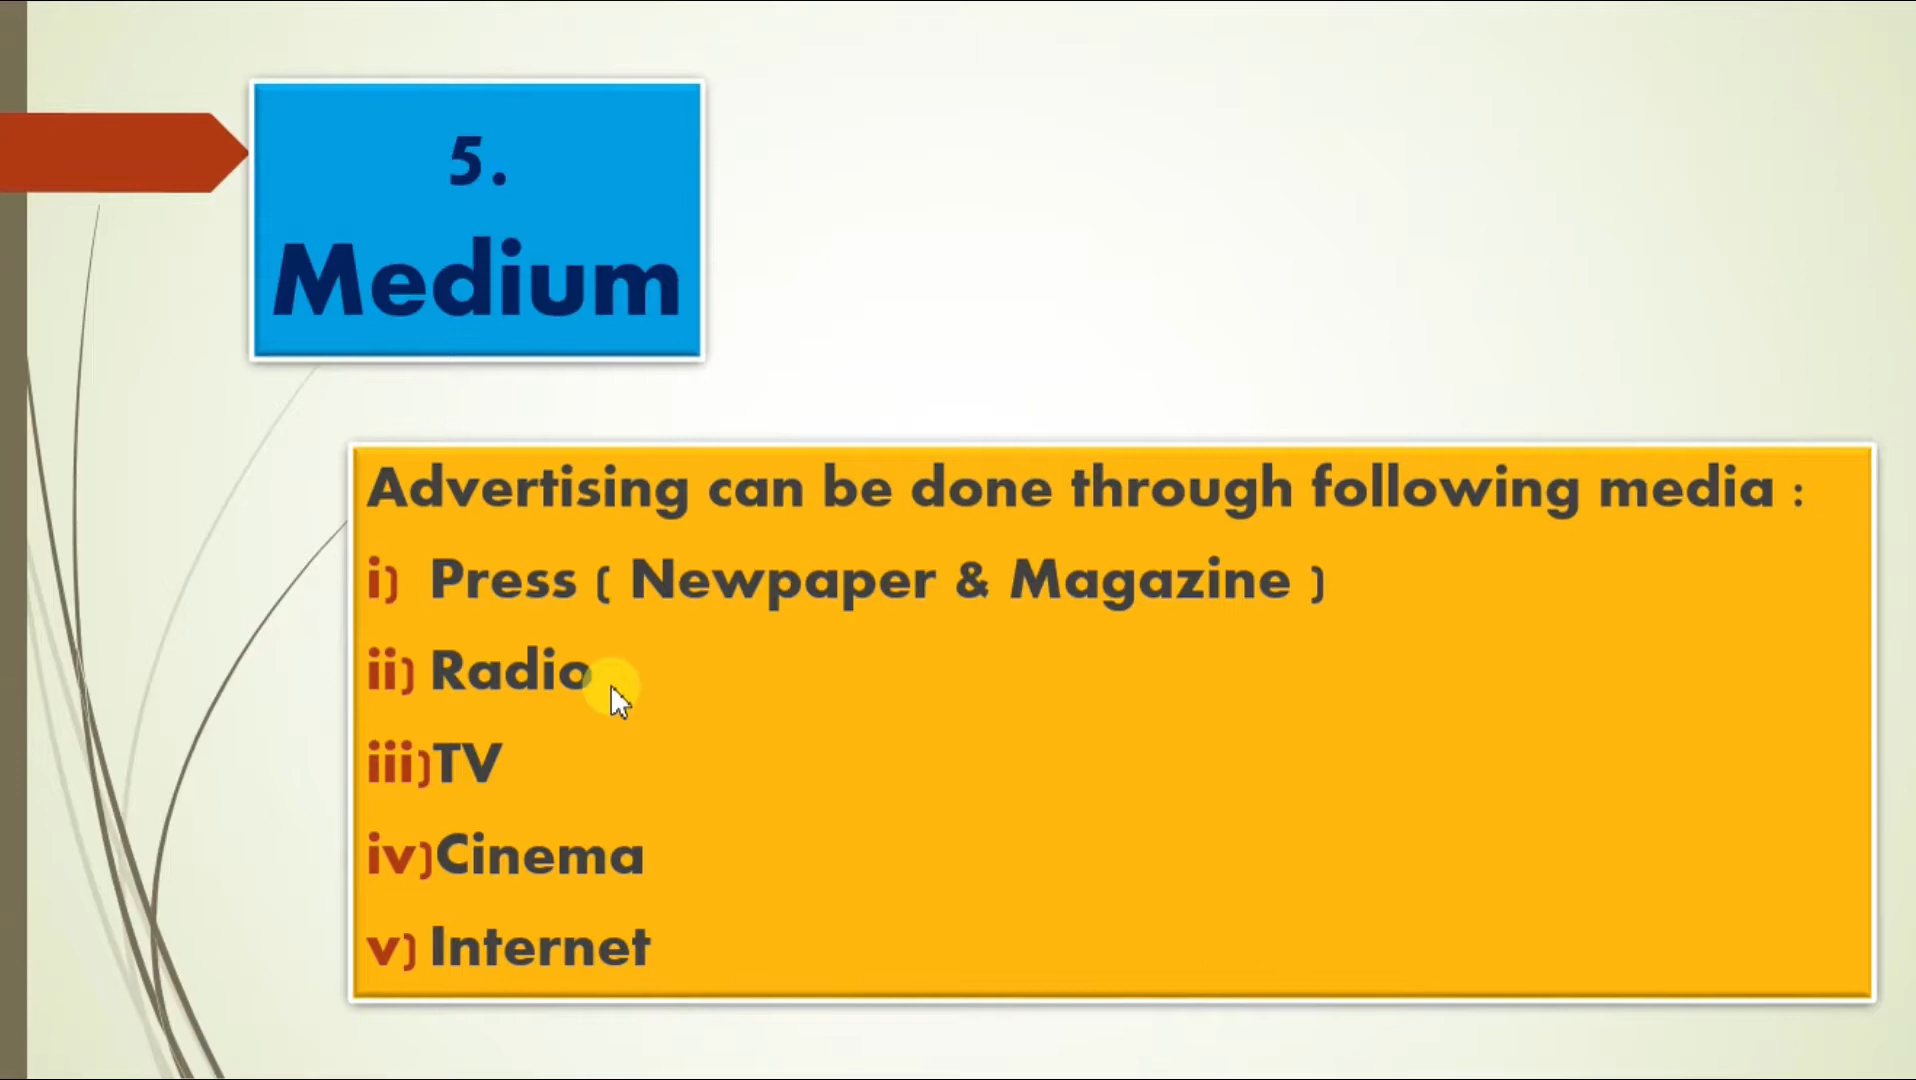 5.
Medium
Advertising can be done through following media :
i) Press ( Newpaper & Magazine )
ii) Radio
iii)TV
iv)Cinema
v) Internet